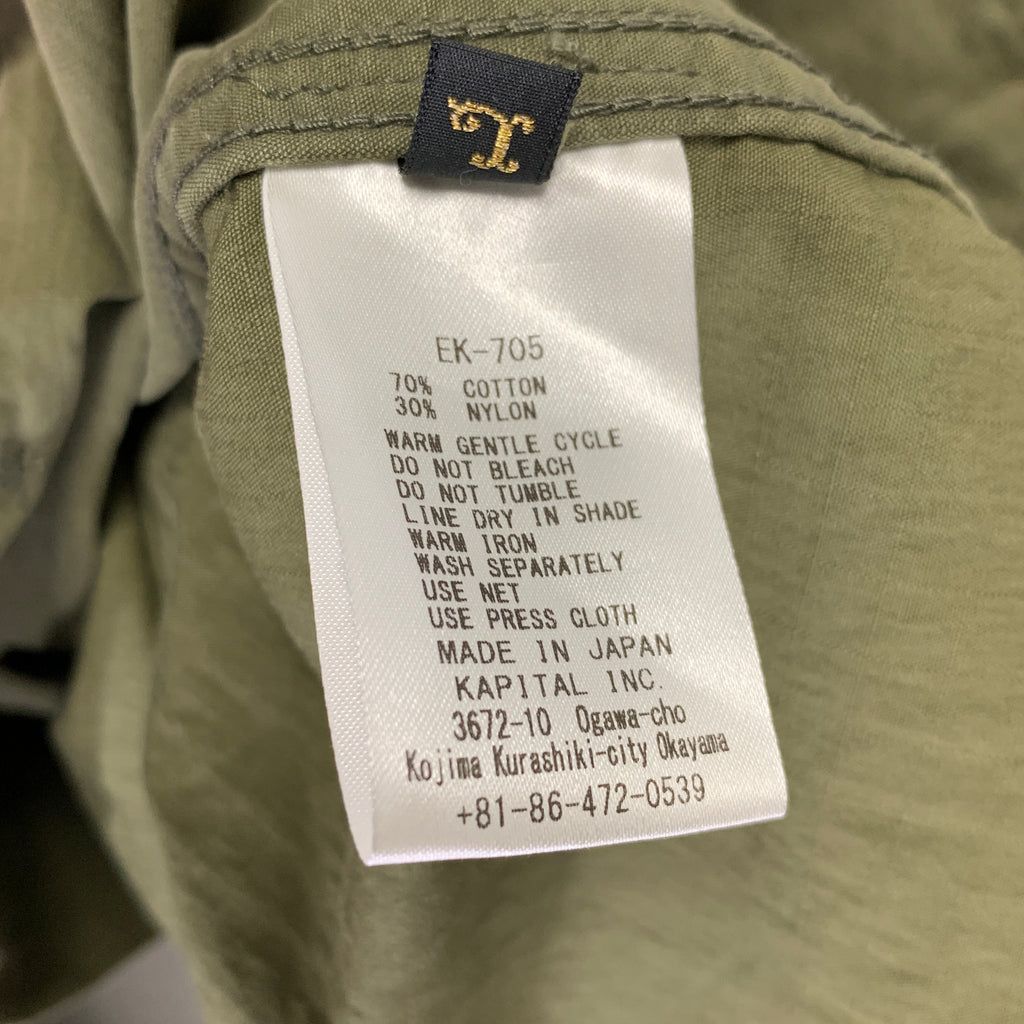 L
EK-705
70% COTTON
30% NYLON
WARM GENTLE CYCLE
DO NOT BLEACH
DO NOT TUMBLE
LINE DRY IN SHADE
WARM IRON
WASH SEPARATELY
USE NET
USE PRESS CLOTH
MADE IN JAPAN
KAPITAL INC.
3672-10 Ogawa-cho
Kojima Kurashiki-city Okayama
+81-86-472-0539